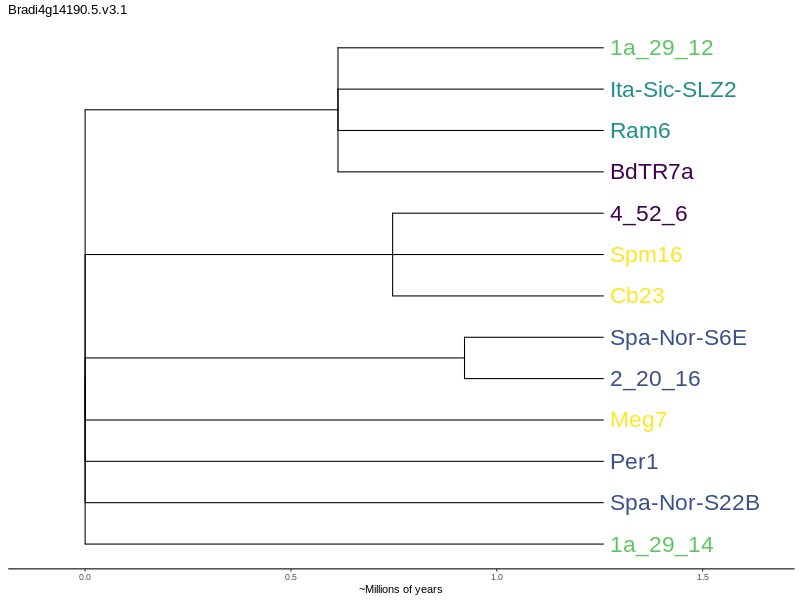 Bradi4g14190.5.v3.1
1a_29_12
Ita-Sic-SLZ2
Ram6
BdTR7a
4_52_6
Spm16
Cb23
Spa-Nor-S6E
2_20_16
Meg7
Per1
Spa-Nor-S22B
1a_29_14
0.0 0.5 1.0 1.5
~Millions of years